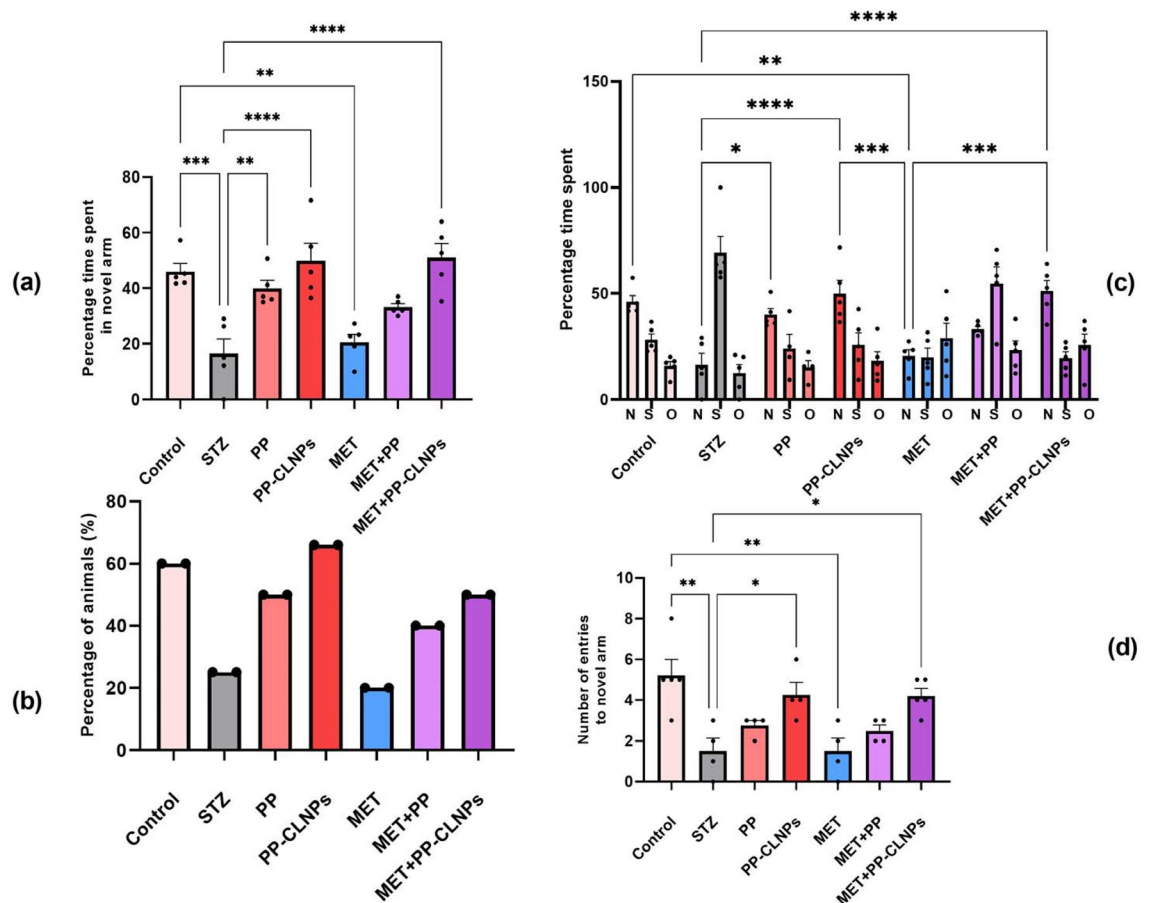 (a)
****
**
****
***
**
80
60
40
20
0
Percentage time spent
in novel arm
Control
STZ
PP
PP-CLNPs
MET
MET+PP
MET+PP-CLNPs
(c)
****
**
****
*
***
***
150
100
50
0
Percentage time spent
N S O N S O N S O N S O N S O N S O N S O
Control
STZ
PP
PP-CLNPs
MET
MET+PP
MET+PP-CLNPs
(b)
80
60
40
20
0
Percentage of animals (%)
Control
STZ
PP
PP-CLNPs
MET
MET+PP
MET+PP-CLNPs
(d)
*
**
**
*
10
8
6
4
2
0
Number of entries
to novel arm
Control
STZ
PP
PP-CLNPs
MET
MET+PP
MET+PP-CLNPs